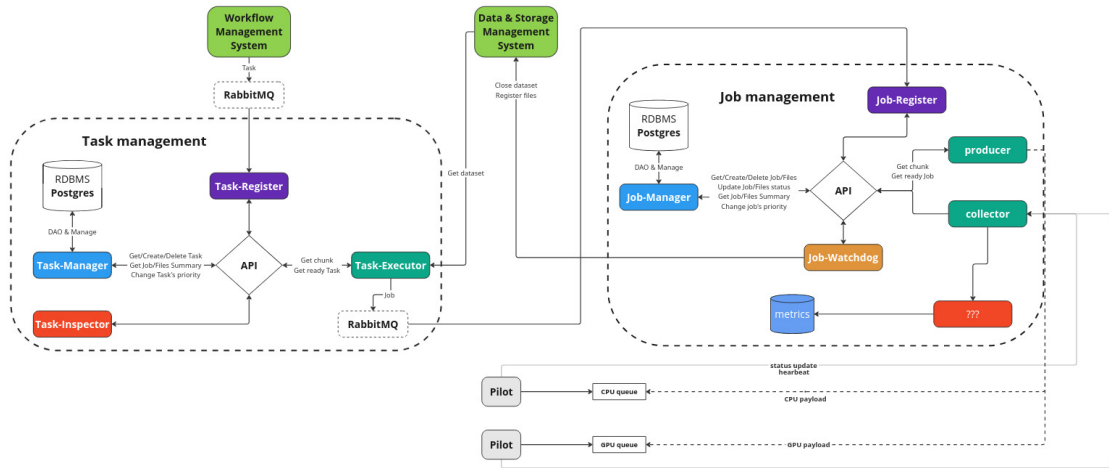 Workflow
Management
System
Data & Storage
Management
System
Task
RabbitMQ
Close dataset
Register files
Job management
Job-Register
RDBMS
Postgres
Task management
producer
Get chunk
Get ready Job
RDBMS
Postgres
DAO & Manage
Get/Create/Delete Job/Files
Update Job/Files status
Get Job/Files Summary
Change job's priority
API
Job-Manager
Task-Register
Get dataset
collector
DAO & Manage
Task-Manager
Get/Create/Delete Task
Get Job/Files Summary
Change Task's priority
API
Get chunk
Get ready Task
Task-Executor
Job-Watchdog
Job
Task-Inspector
RabbitMQ
metrics
???
status update
hearbeat
Pilot
CPU queue
CPU payload
Pilot
GPU queue
GPU payload